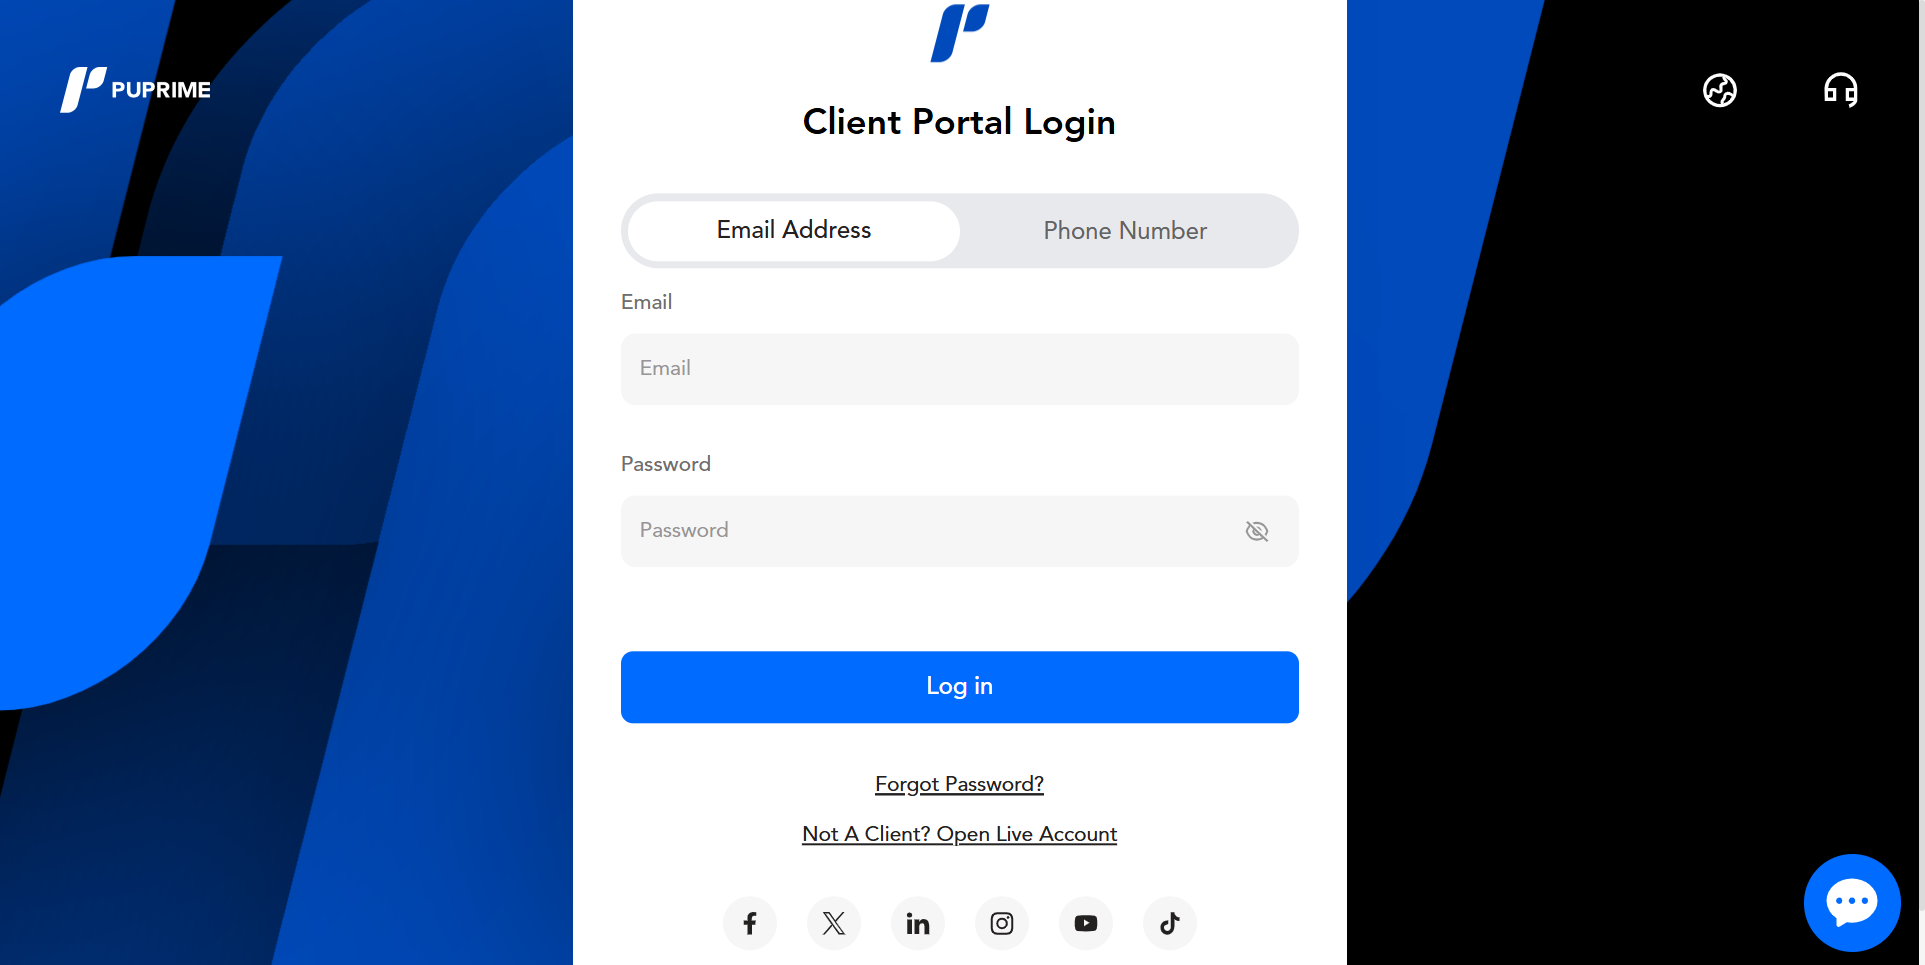 PUPRIME
Client Portal Login
Email Address
Phone Number
Email
Email
Password
Password
Log in
Forgot Password?
Not A Client? Open Live Account